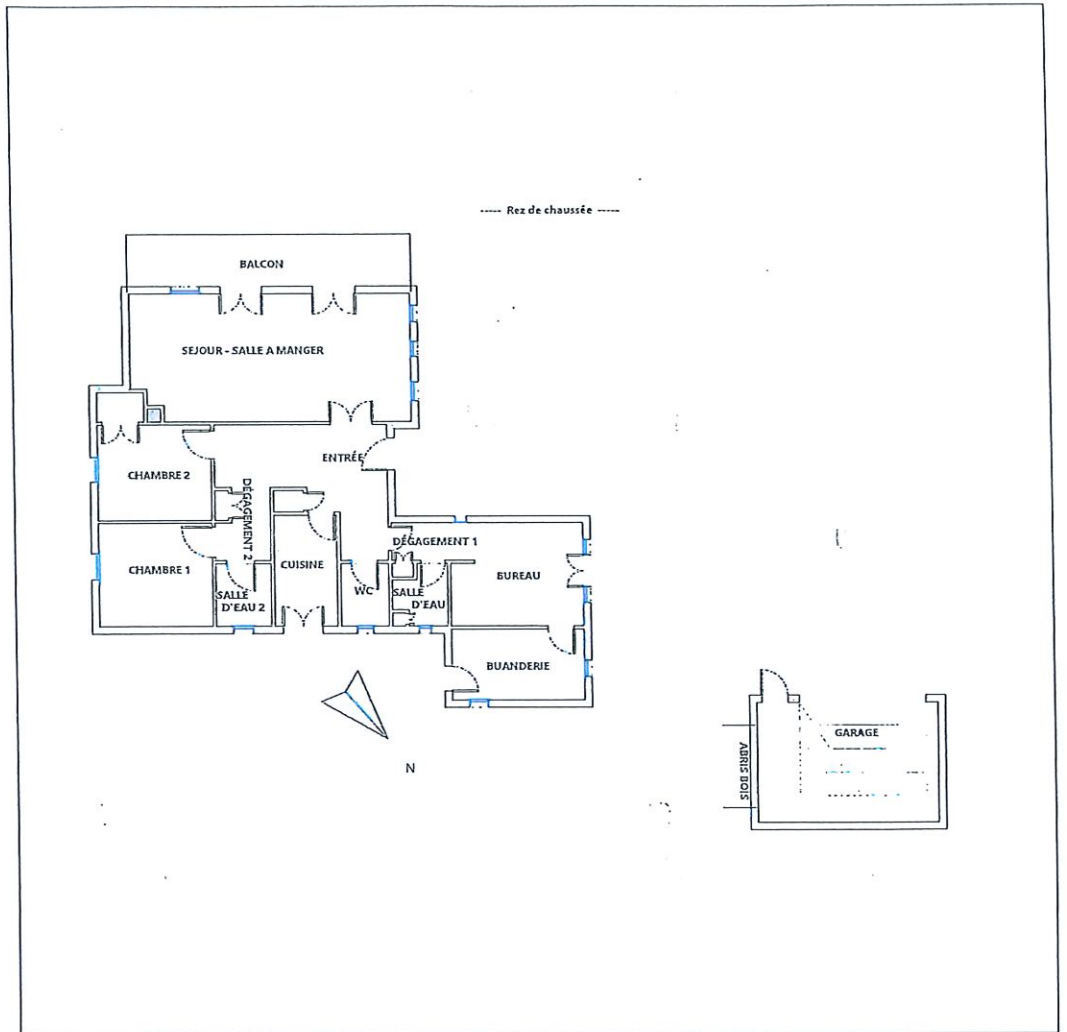 ----- Rez de chaussée -----
BALCON
SEJOUR - SALLE A MANGER
ENTRÉE
CHAMBRE 2
DÉGAGEMENT 2
DÉGAGEMENT 1
CHAMBRE 1
CUISINE
BUREAU
WC
SALLE
D'EAU
SALLE
D'EAU 2
BUANDERIE
N
GARAGE
ABRIS BOIS